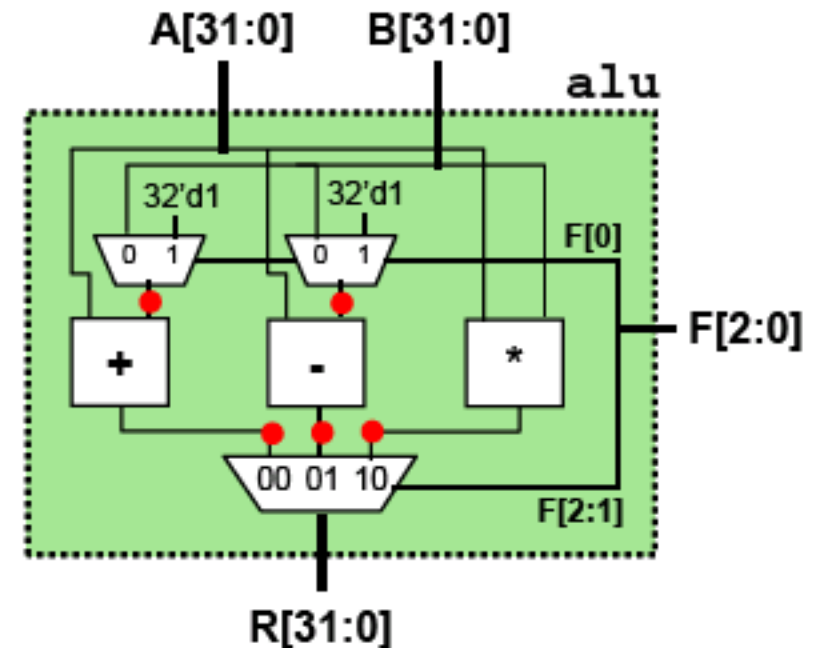 A[31:0] B[31:0]
alu
32'd1 32'd1
0 1 0 1 F[0]
F[2:0]
+ - *
00 01 10
F[2:1]
R[31:0]